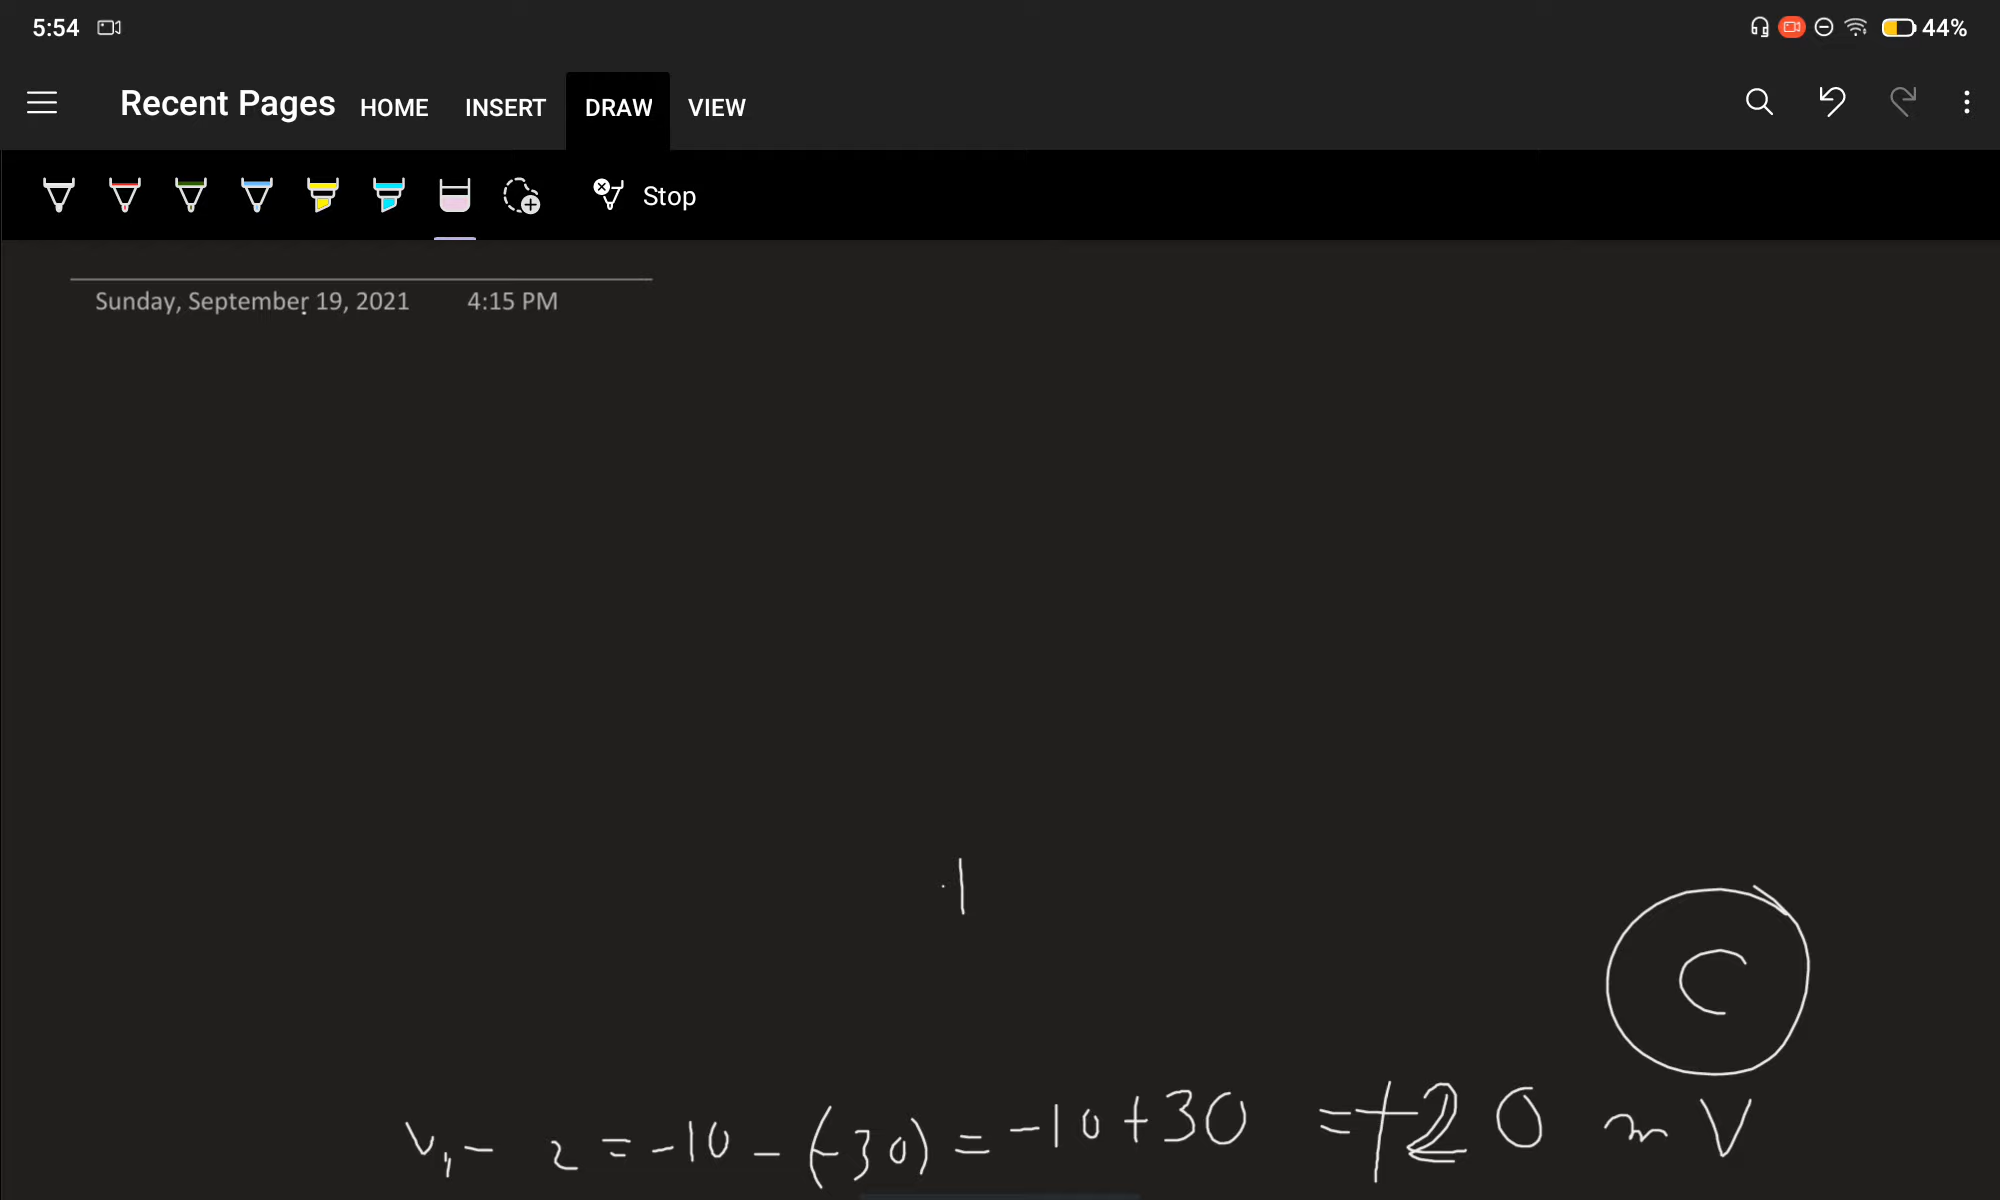 5:54 44%
Recent Pages HOME INSERT DRAW VIEW
Stop
Sunday, September 19, 2021 4:15 PM
C
V₁ - 2 = -10 - (-30) = -10 + 30 = +20 mV